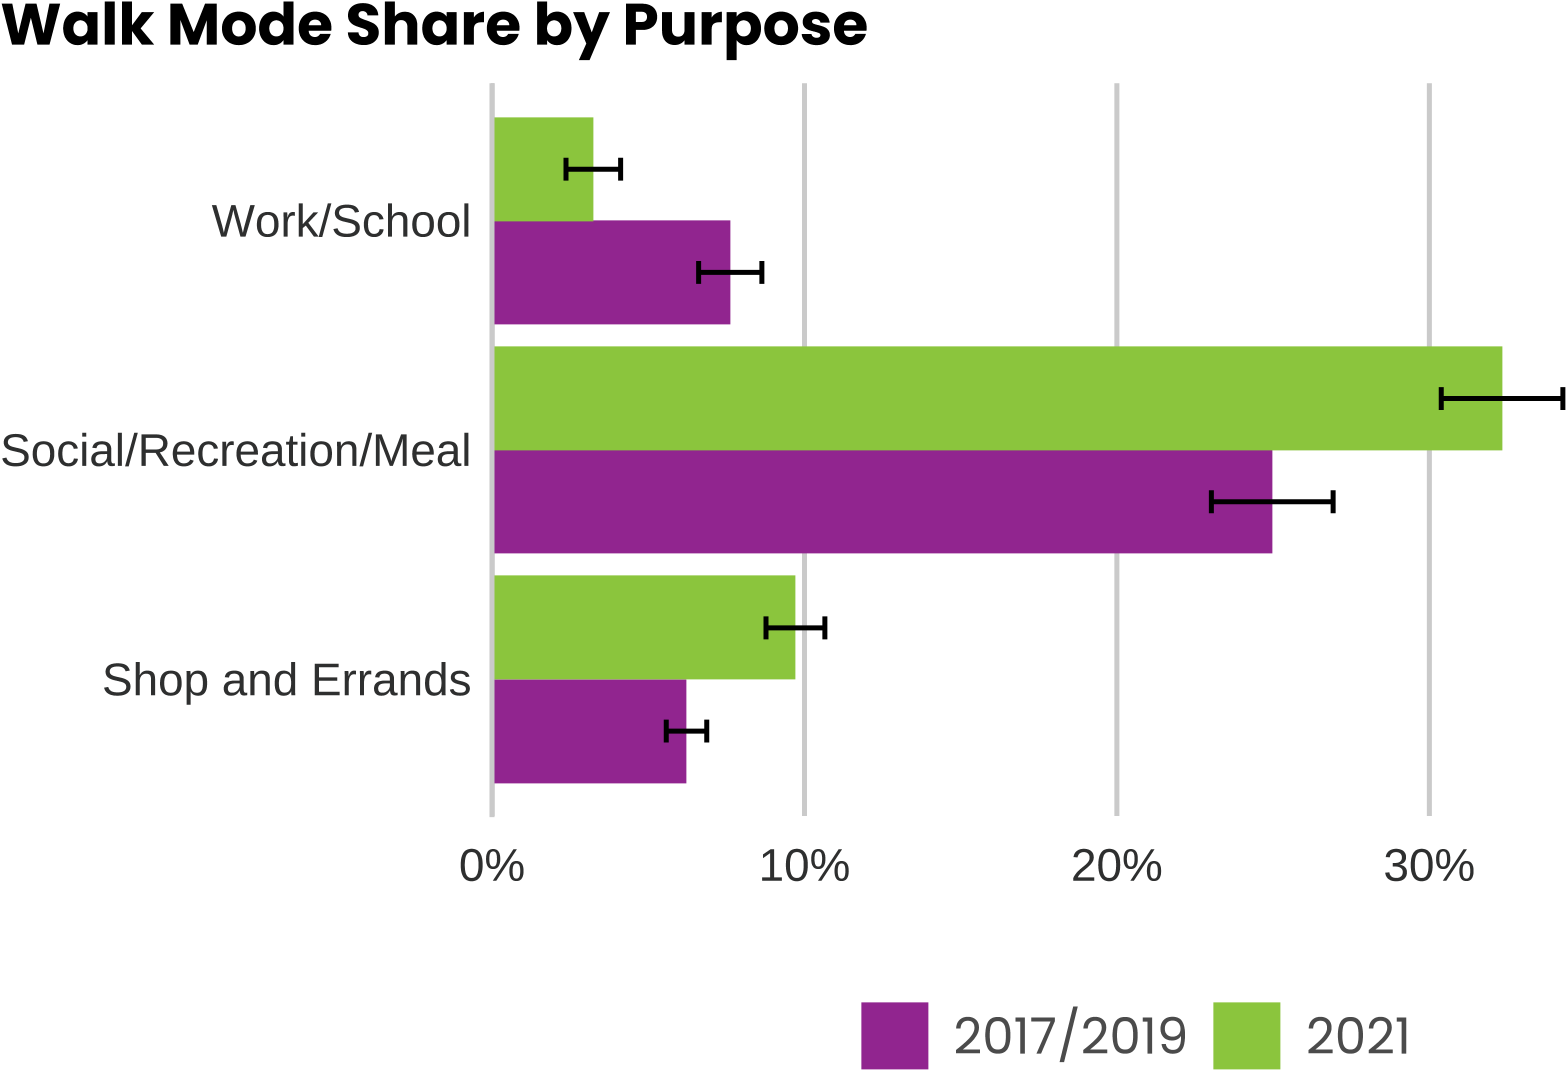 Walk Mode Share by Purpose
Work/School
Social/Recreation/Meal
Shop and Errands
0% 10% 20% 30%
2017/2019 2021